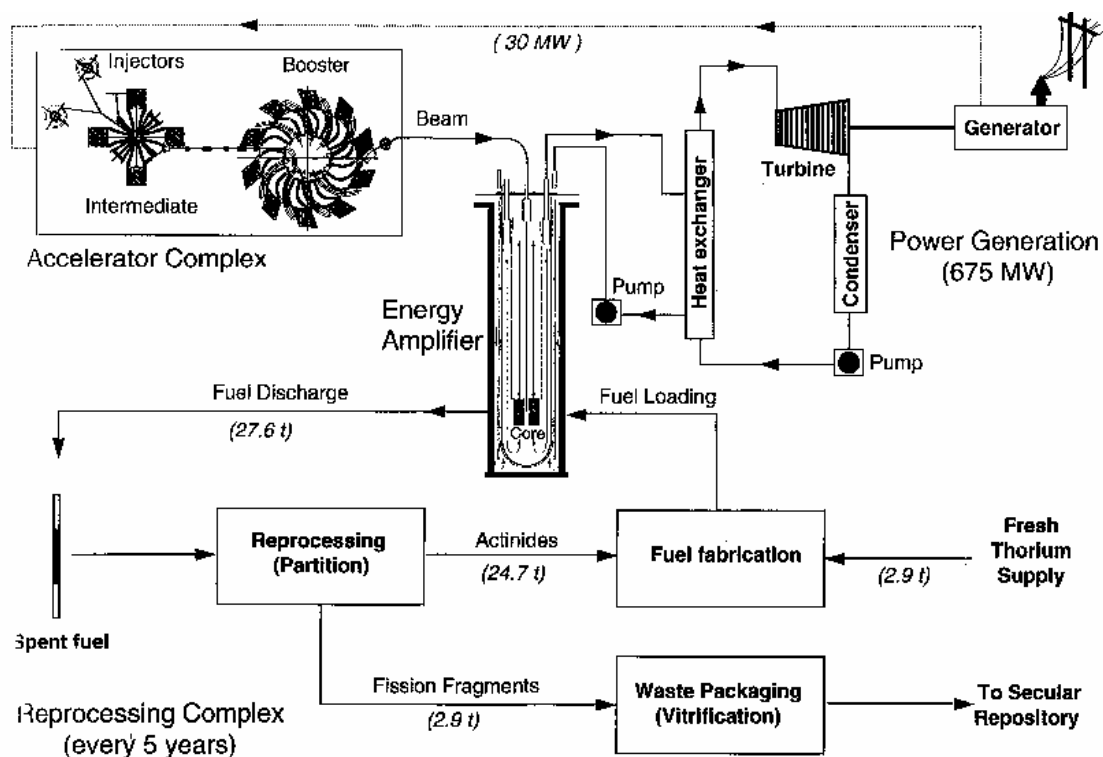 ( 30 MW )
Injectors
Booster
Beam
Intermediate
Accelerator Complex
Energy
Amplifier
Core
Pump
Heat exchanger
Turbine
Generator
Condenser
Pump
Power Generation
(675 MW)
Fuel Discharge
(27.6 t)
Fuel Loading
Spent fuel
Reprocessing
(Partition)
Actinides
(24.7 t)
Fuel fabrication
(2.9 t)
Fresh
Thorium
Supply
Fission Fragments
(2.9 t)
Waste Packaging
(Vitrification)
To Secular
Repository
Reprocessing Complex
(every 5 years)